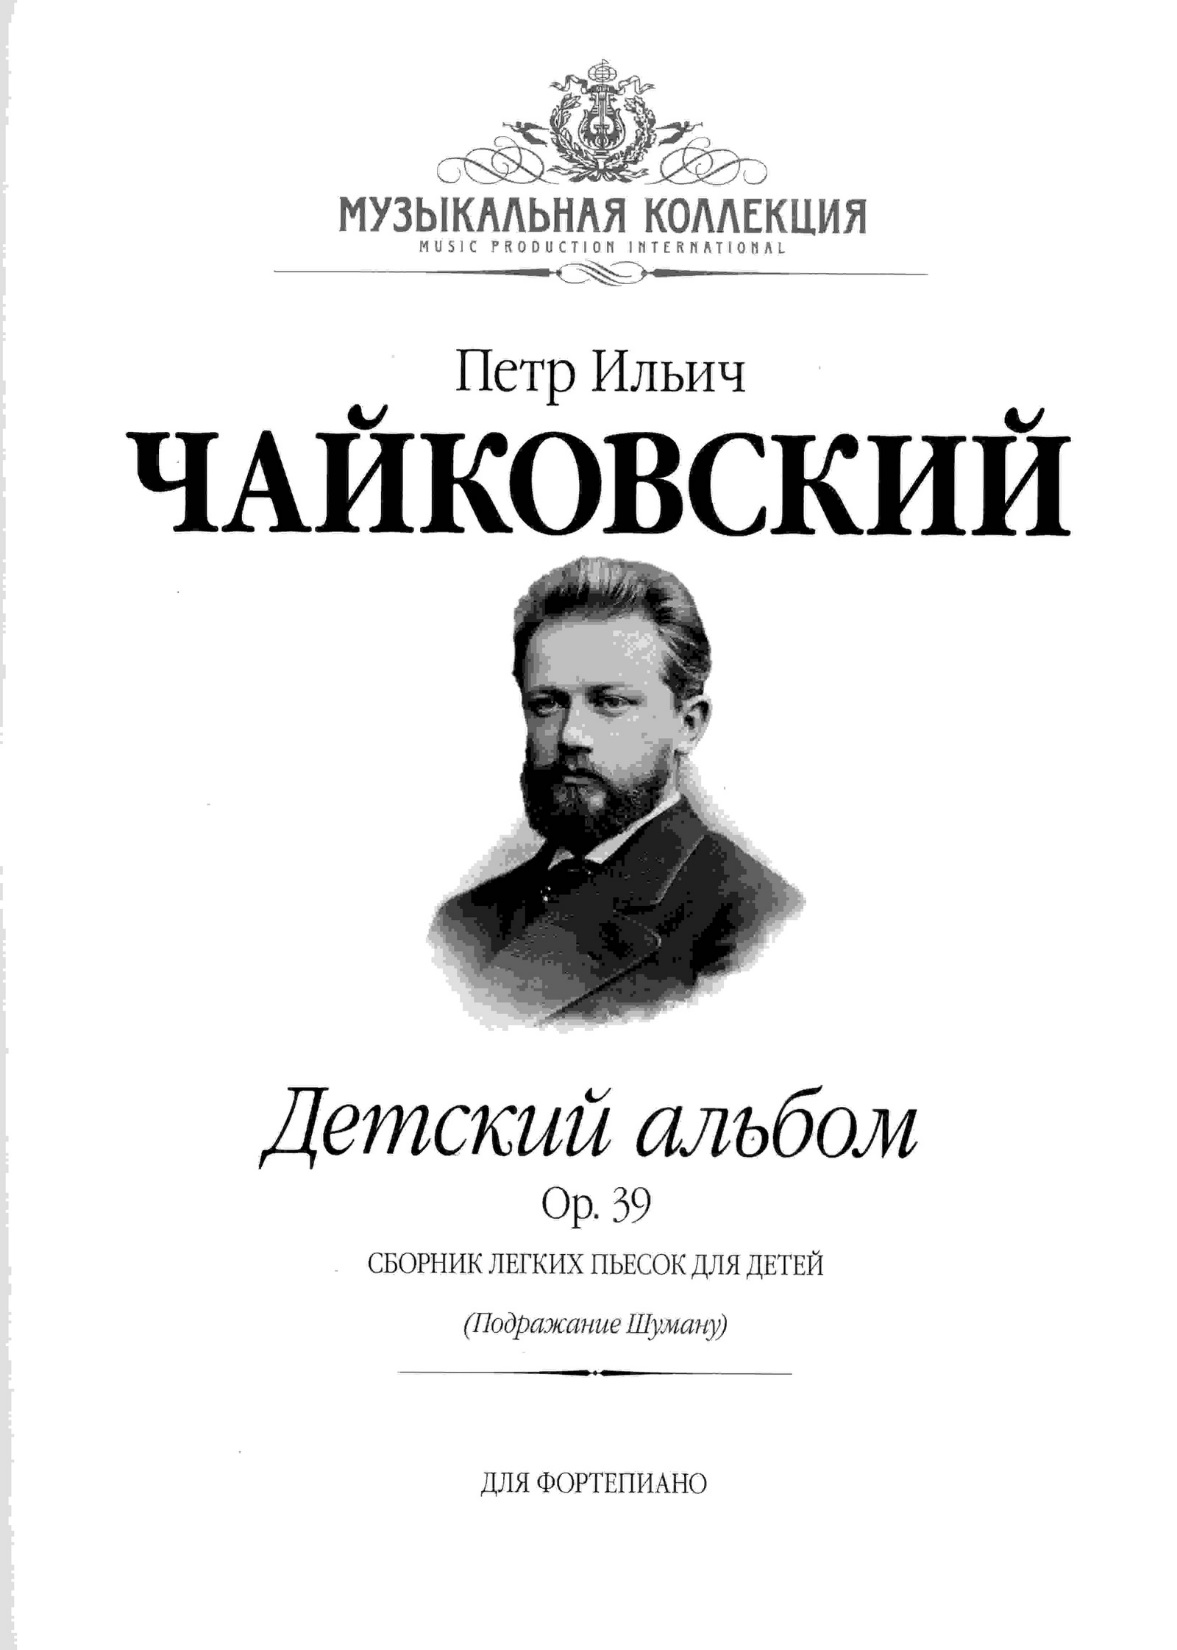 МУЗЫКАЛЬНАЯ КОЛЛЕКЦИЯ
MUSIC PRODUCTION INTERNATIONAL
Петр Ильич
ЧАЙКОВСКИЙ
Детский альбом
Op. 39
СБОРНИК ЛЕГКИХ ПЬЕСОК ДЛЯ ДЕТЕЙ
(Подражание Шуману)
ДЛЯ ФОРТЕПИАНО